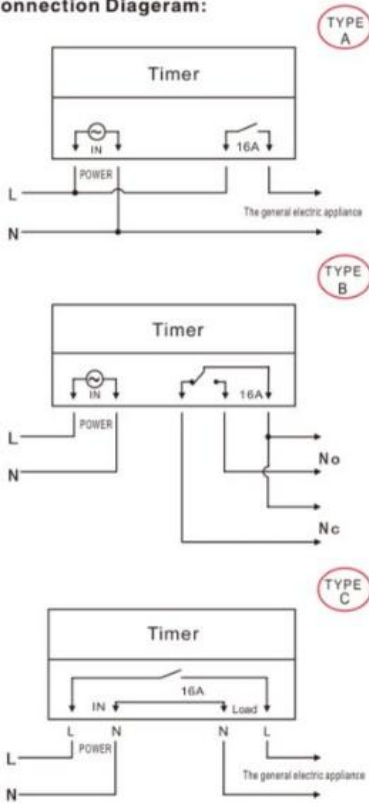 onnection Diageram:
TYPE
A
Timer
IN
16A
POWER
L
The general electric appliance
N
TYPE
B
Timer
IN
16A
POWER
L
No
N
Nc
TYPE
C
Timer
16A
IN
Load
L N N L
POWER
L
The general electric appliance
N